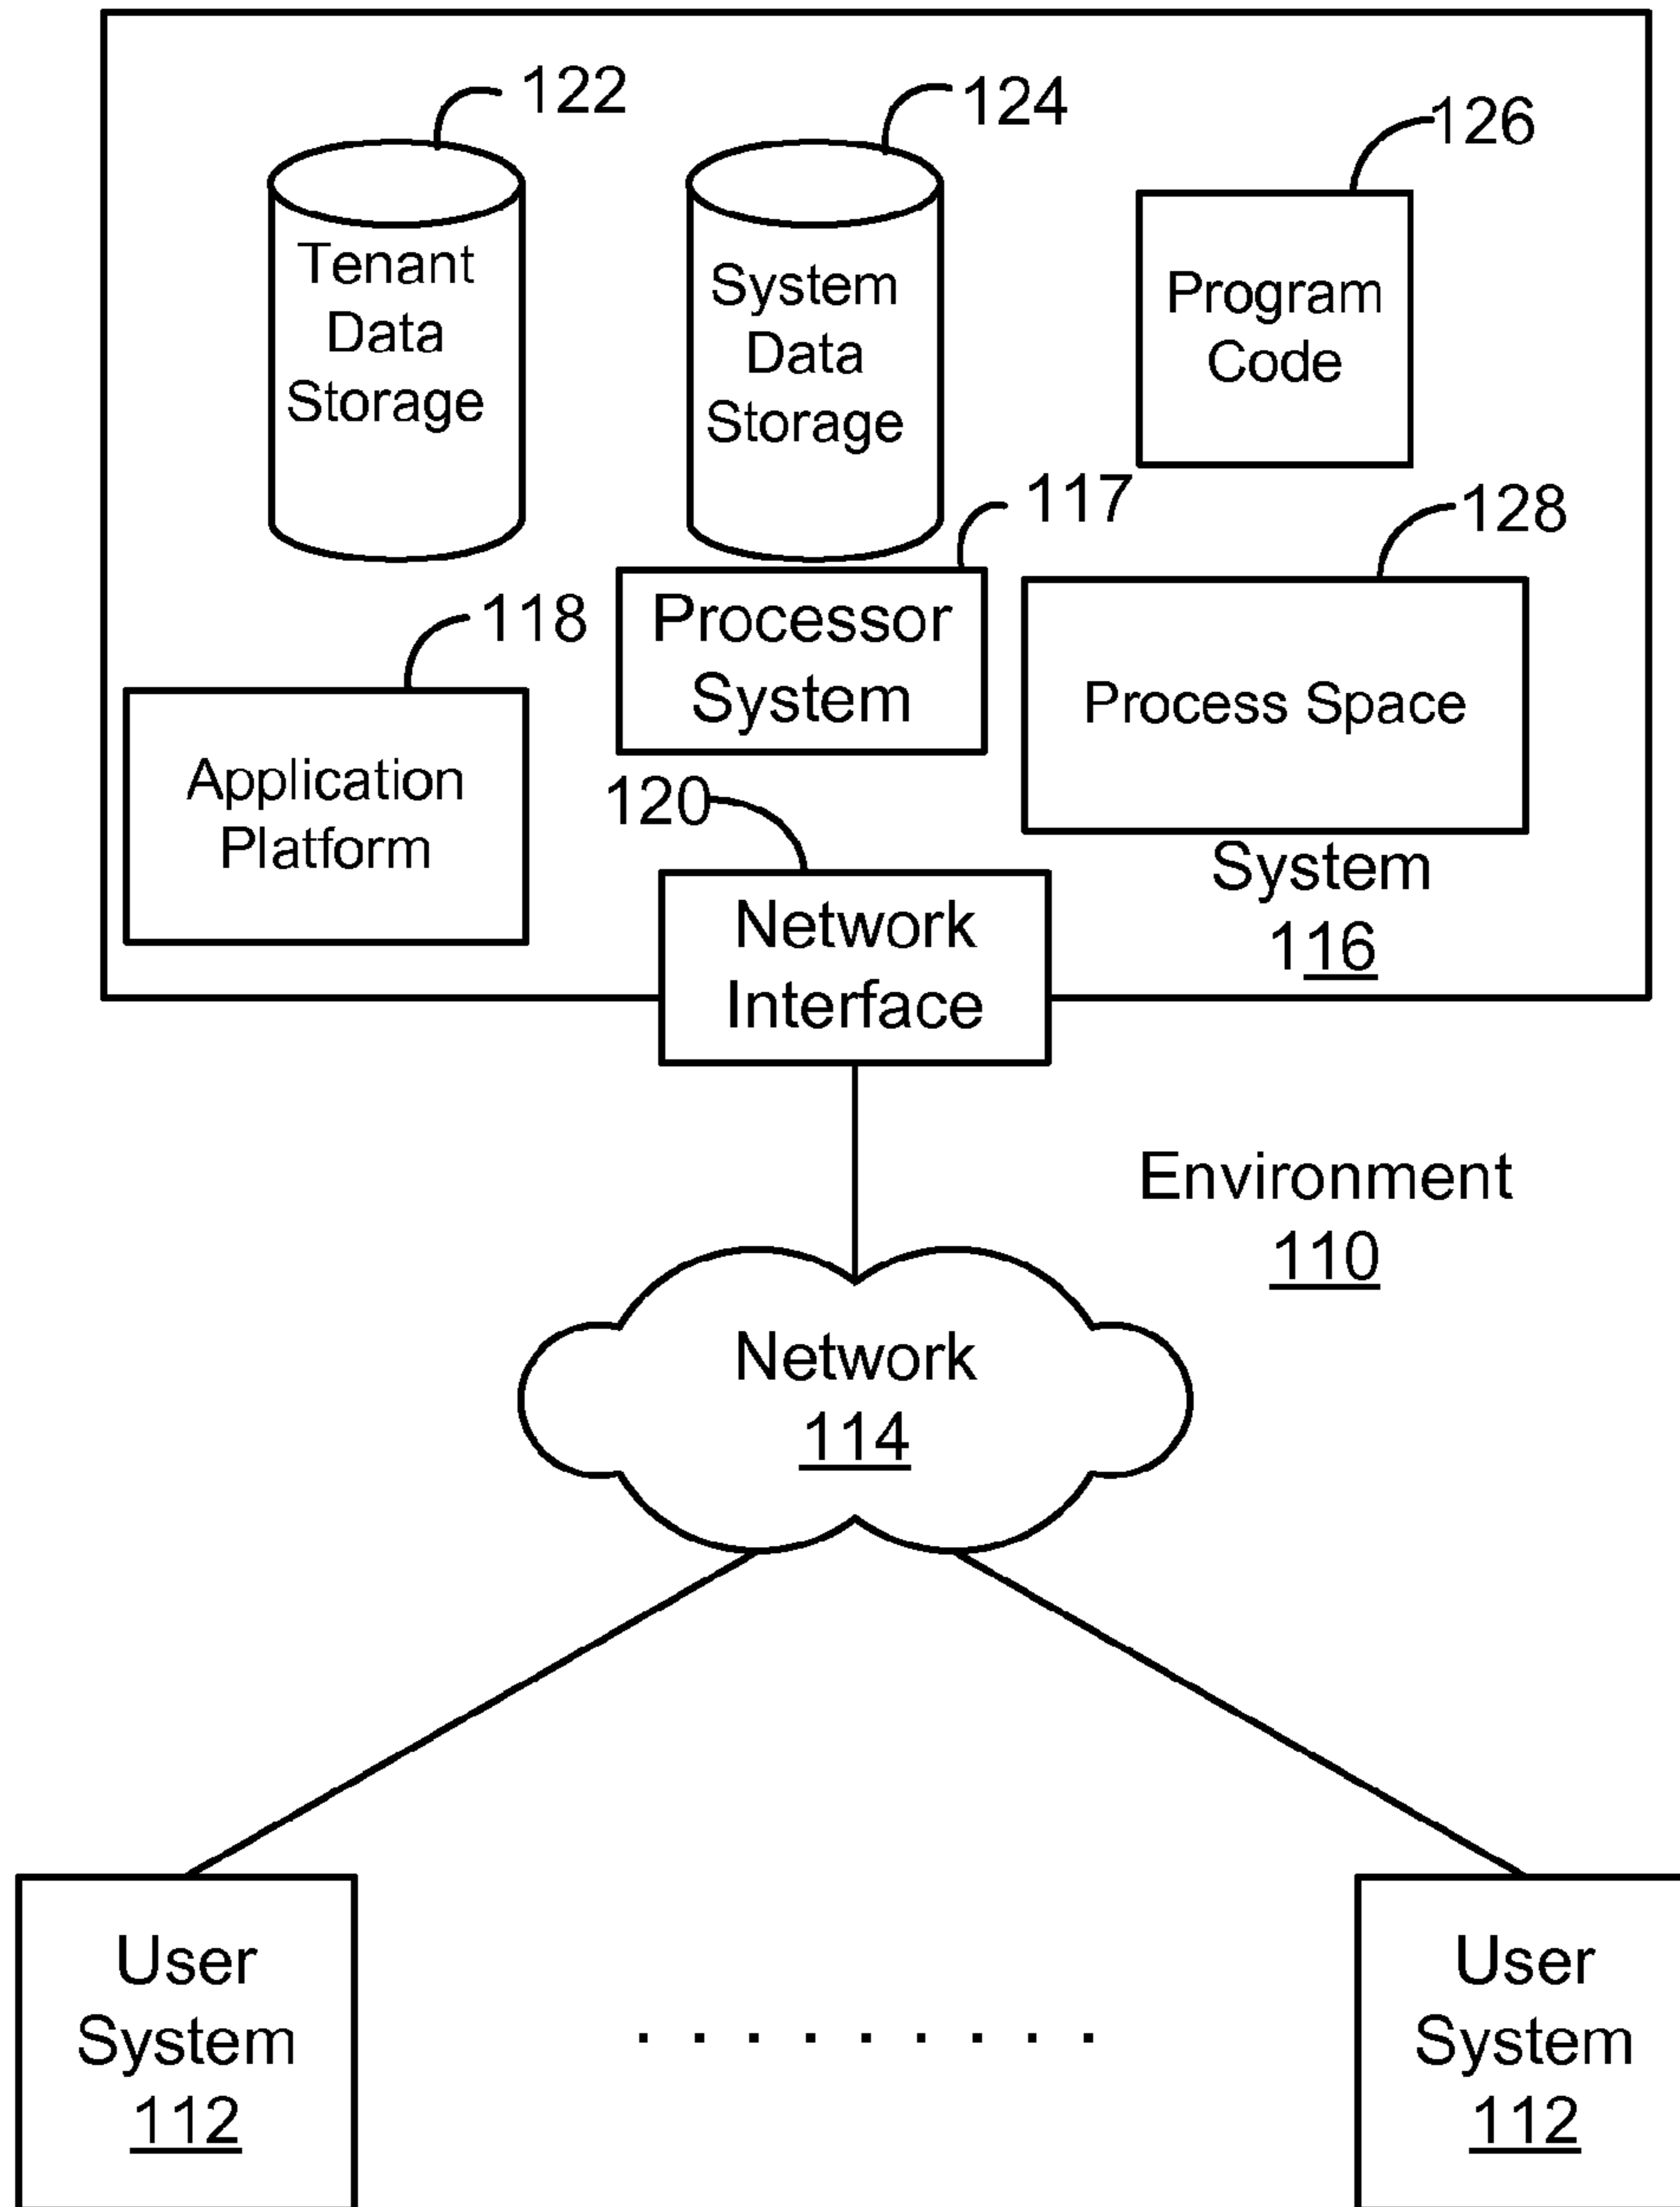 122
124
126
Tenant
Data
Storage
System
Data
Storage
Program
Code
117
128
118
Processor
System
Process Space
Application
Platform
120
System
116
Network
Interface
Environment
110
Network
114
User
System
112
. . . . . . . . .
User
System
112